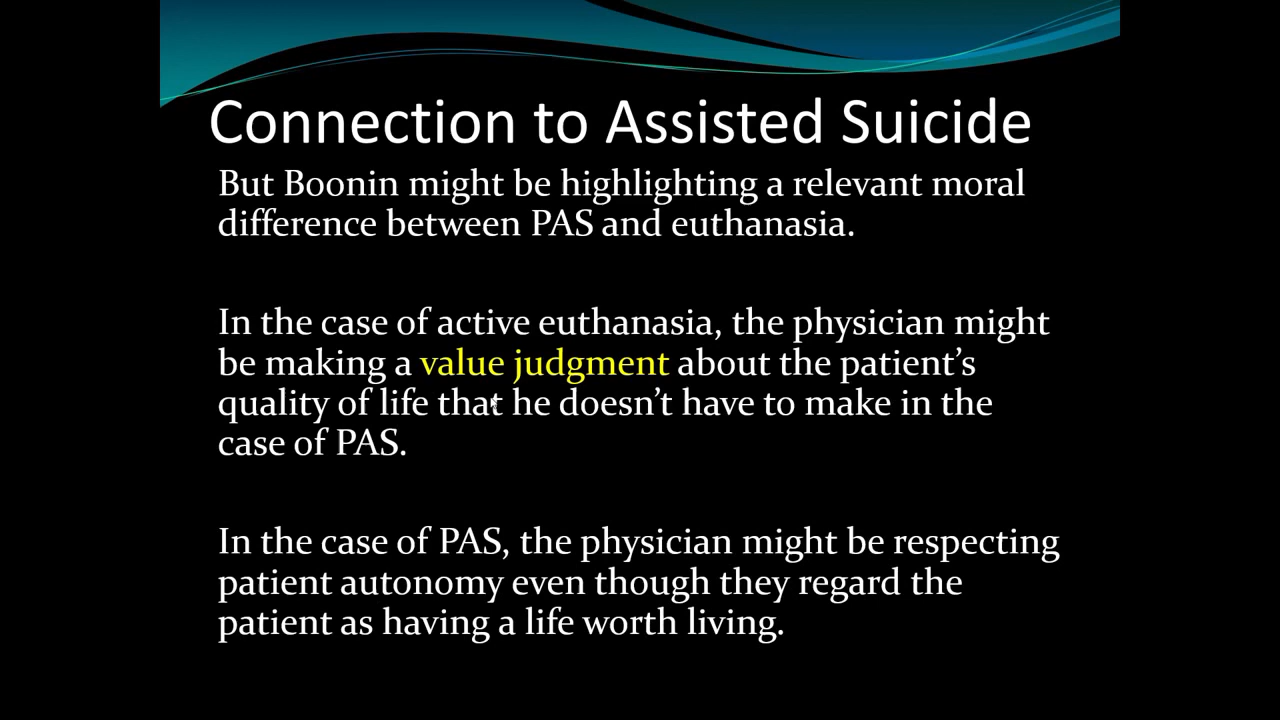 Connection to Assisted Suicide
But Boonin might be highlighting a relevant moral
difference between PAS and euthanasia.
In the case of active euthanasia, the physician might
be making a value judgment about the patient’s
quality of life that he doesn’t have to make in the
case of PAS.
In the case of PAS, the physician might be respecting
patient autonomy even though they regard the
patient as having a life worth living.